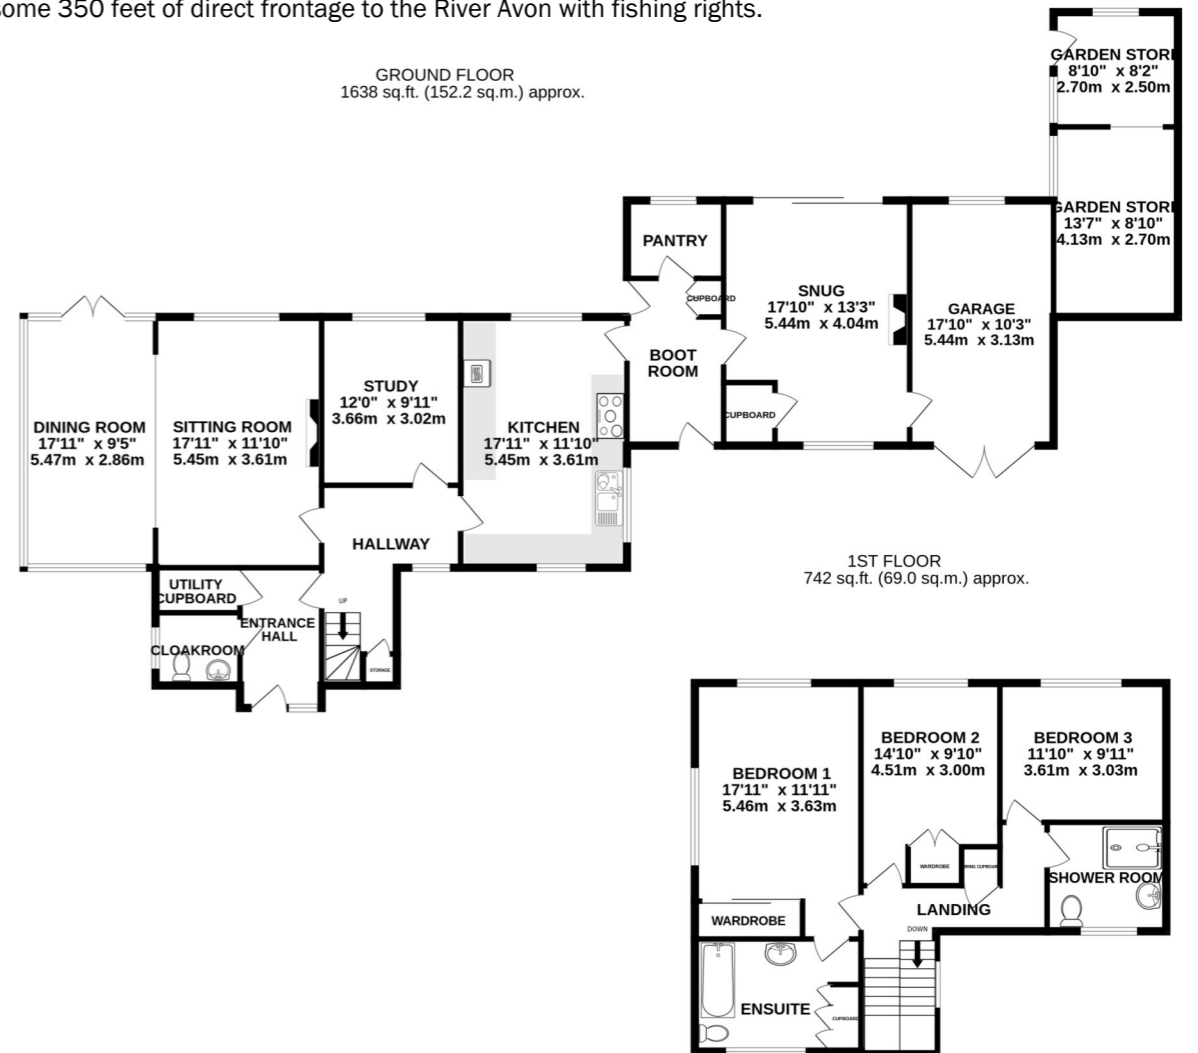 some 350 feet of direct frontage to the River Avon with fishing rights.
GROUND FLOOR
1638 sq.ft. (152.2 sq.m.) approx.
GARDEN STORE
8'10" x 8'2"
2.70m x 2.50m
GARDEN STORE
13'7" x 8'10"
4.13m x 2.70m
PANTRY
CUPBOARD
SNUG
17'10" x 13'3"
5.44m x 4.04m
GARAGE
17'10" x 10'3"
5.44m x 3.13m
BOOT
ROOM
CUPBOARD
DINING ROOM
17'11" x 9'5"
5.47m x 2.86m
SITTING ROOM
17'11" x 11'10"
5.45m x 3.61m
STUDY
12'0" x 9'11"
3.66m x 3.02m
KITCHEN
17'11" x 11'10"
5.45m x 3.61m
HALLWAY
UTILITY
CUPBOARD
UP
ENTRANCE
HALL
CLOAKROOM
STORAGE
1ST FLOOR
742 sq.ft. (69.0 sq.m.) approx.
BEDROOM 1
17'11" x 11'11"
5.46m x 3.63m
BEDROOM 2
14'10" x 9'10"
4.51m x 3.00m
BEDROOM 3
11'10" x 9'11"
3.61m x 3.03m
WARDROBE
SHOWER ROOM
LANDING
WARDROBE
DOWN
ENSUITE
CUPBOARD